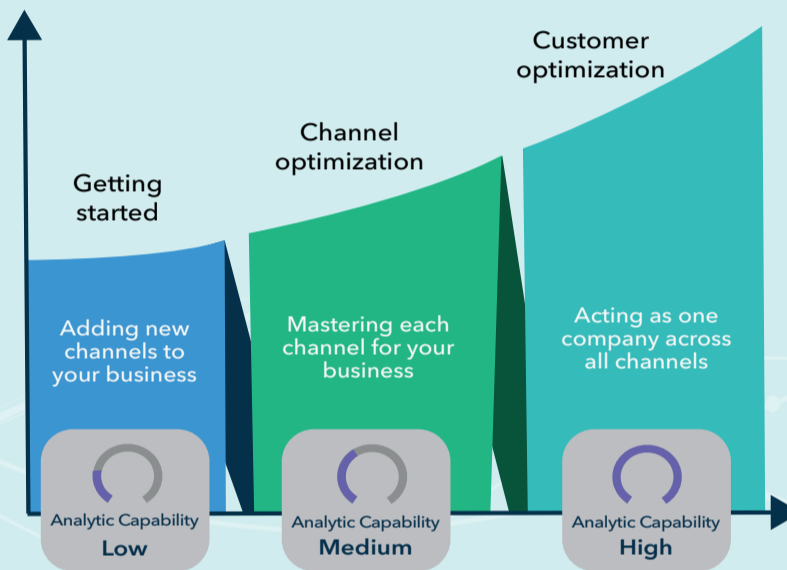 Getting
started
Adding new
channels to
your business
Analytic Capability
Low
Channel
optimization
Mastering each
channel for your
business
Analytic Capability
Medium
Customer
optimization
Acting as one
company across
all channels
Analytic Capability
High